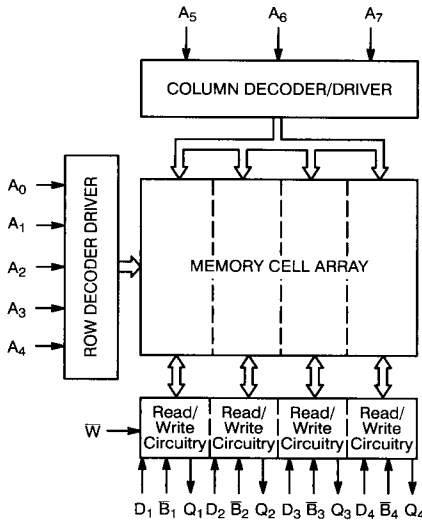 A5 A6 A7
COLUMN DECODER/DRIVER
A0
A1
A2
A3
A4
ROW DECODER DRIVER
MEMORY CELL ARRAY
W̅
Read/ Read/ Read/ Read/
Write Write Write Write
Circuitry Circuitry Circuitry Circuitry
D1 B̅1 Q1 D2 B̅2 Q2 D3 B̅3 Q3 D4 B̅4 Q4